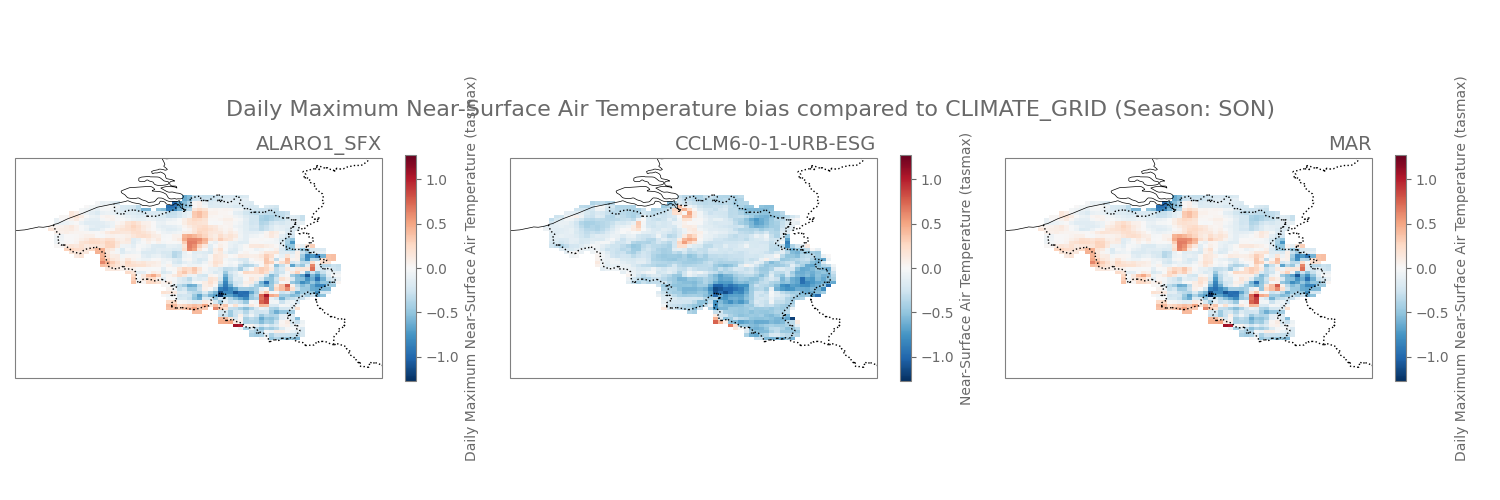 Daily Maximum Near-Surface Air Temperature bias compared to CLIMATE_GRID (Season: SON)
ALARO1_SFX
1.0
0.5
0.0
−0.5
−1.0
Daily Maximum Near-Surface Air Temperature (tasmax)
CCLM6-0-1-URB-ESG
1.0
0.5
0.0
−0.5
−1.0
Near-Surface Air Temperature (tasmax)
MAR
1.0
0.5
0.0
−0.5
−1.0
Daily Maximum Near-Surface Air Temperature (tasmax)